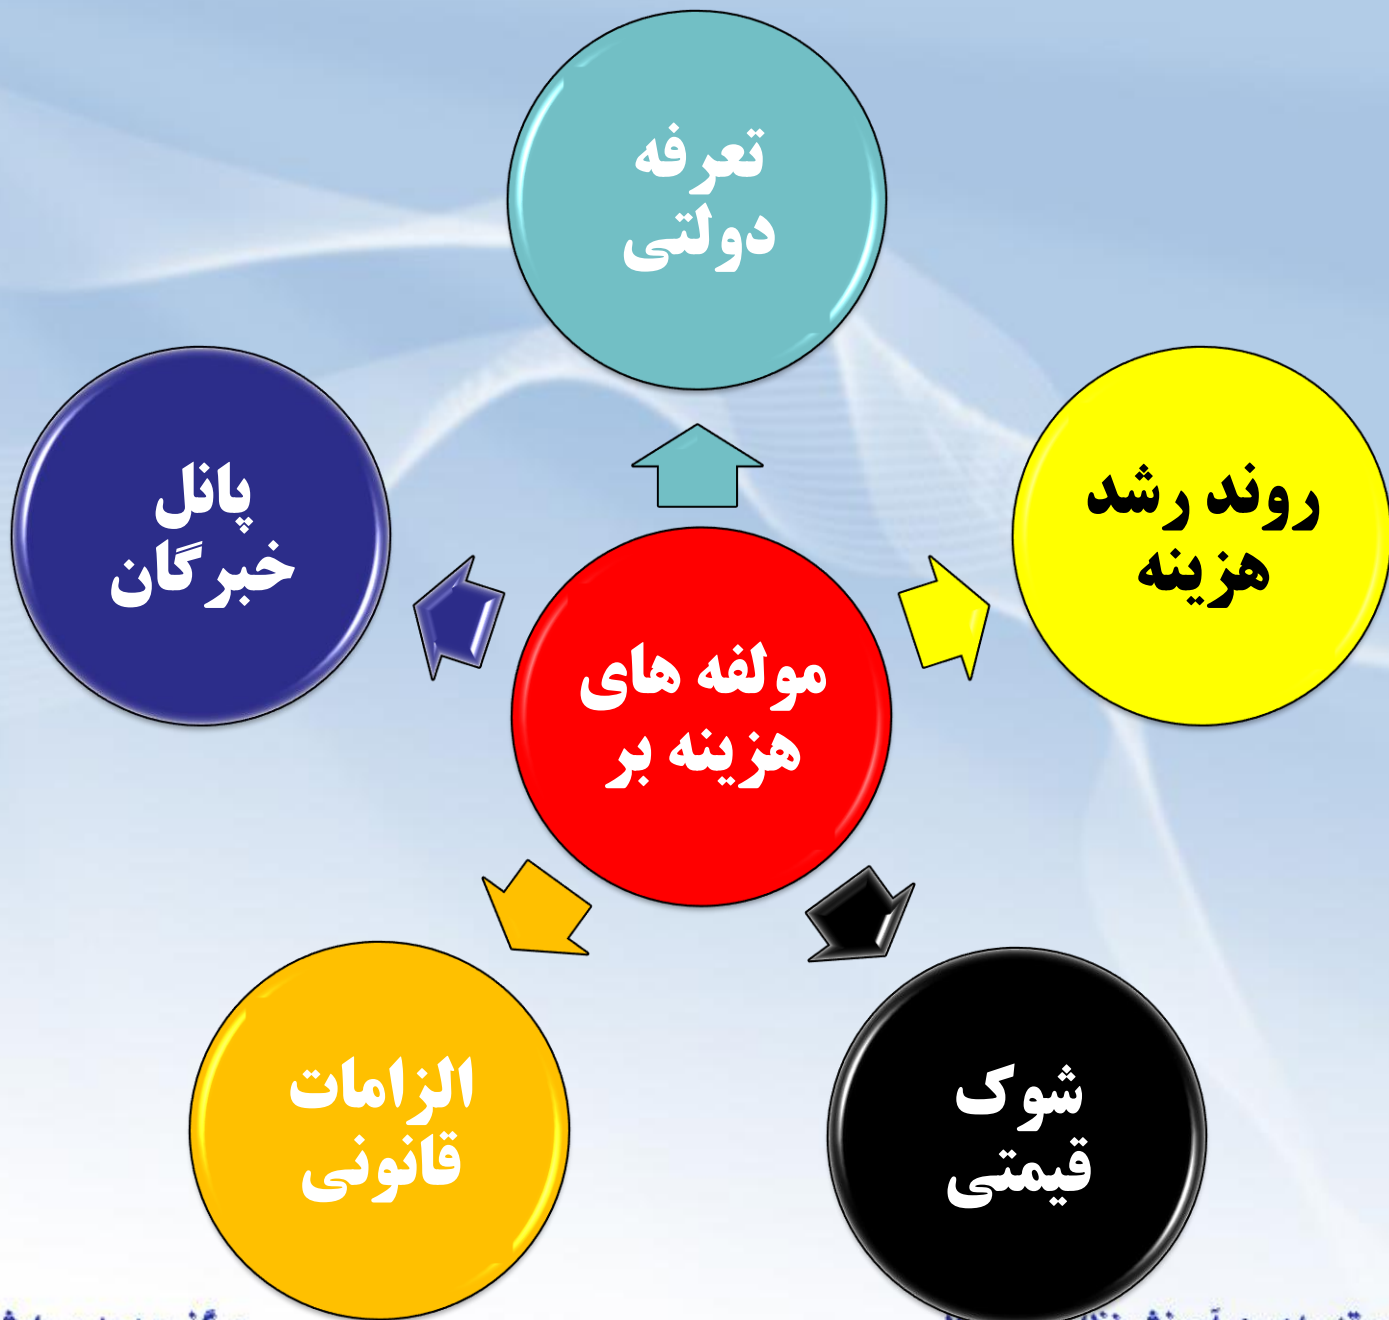 تعرفه
دولتی
روند رشد
هزینه
پانل
خبرگان
مولفه های
هزینه بر
الزامات
قانونی
شوک
قیمتی